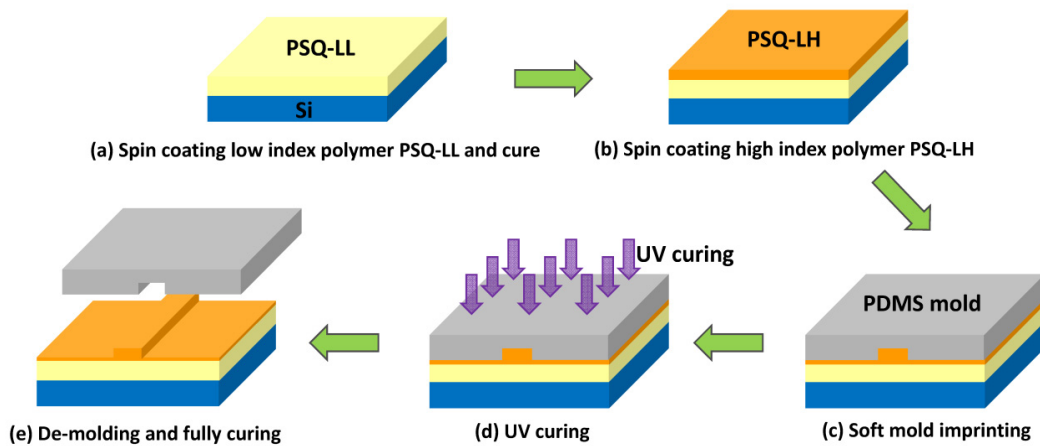 PSQ-LL
Si
(a) Spin coating low index polymer PSQ-LL and cure
PSQ-LH
(b) Spin coating high index polymer PSQ-LH
PDMS mold
(c) Soft mold imprinting
UV curing
(d) UV curing
(e) De-molding and fully curing